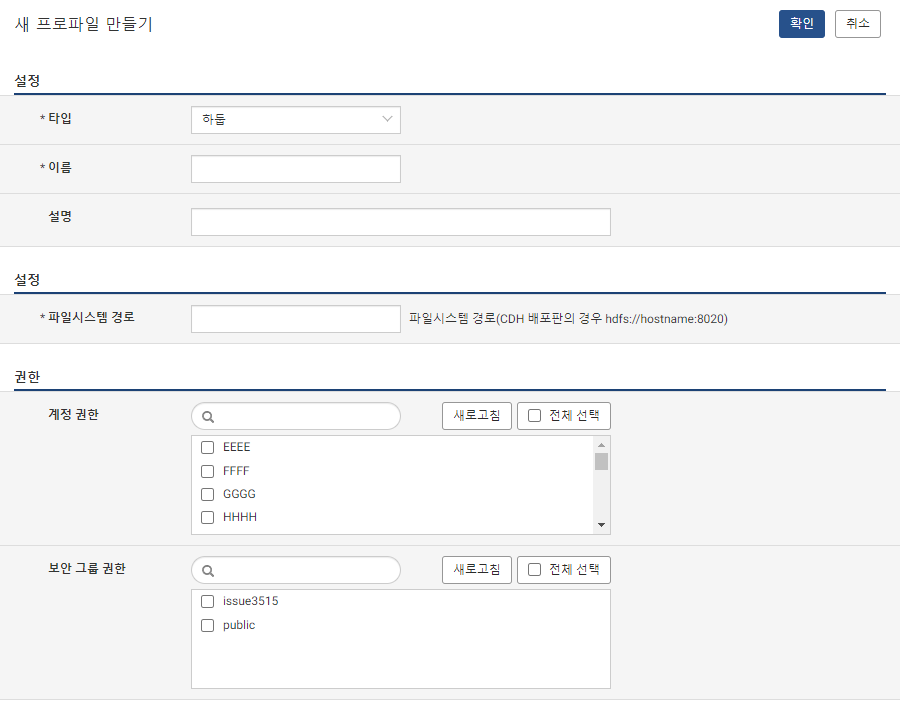 새 프로파일 만들기
확인
취소
설정
* 타입
하둡
* 이름
설명
설정
* 파일시스템 경로
파일시스템 경로(CDH 배포판의 경우 hdfs://hostname:8020)
권한
계정 권한
새로고침
전체 선택
EEEE
FFFF
GGGG
HHHH
보안 그룹 권한
새로고침
전체 선택
issue3515
public